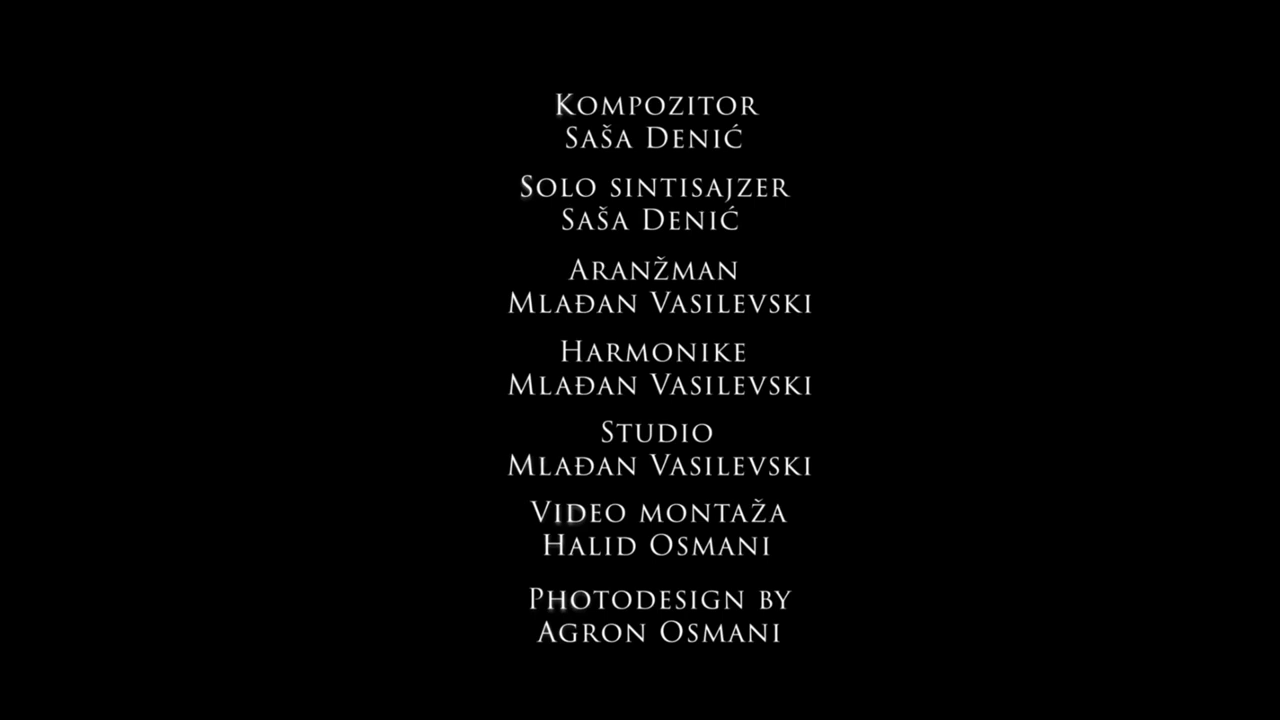 Kompozitor
Saša Denić
Solo sintisajzer
Saša Denić
Aranžman
Mlađan Vasilevski
Harmonike
Mlađan Vasilevski
Studio
Mlađan Vasilevski
Video montaža
Halid Osmani
Photodesign by
Agron Osmani